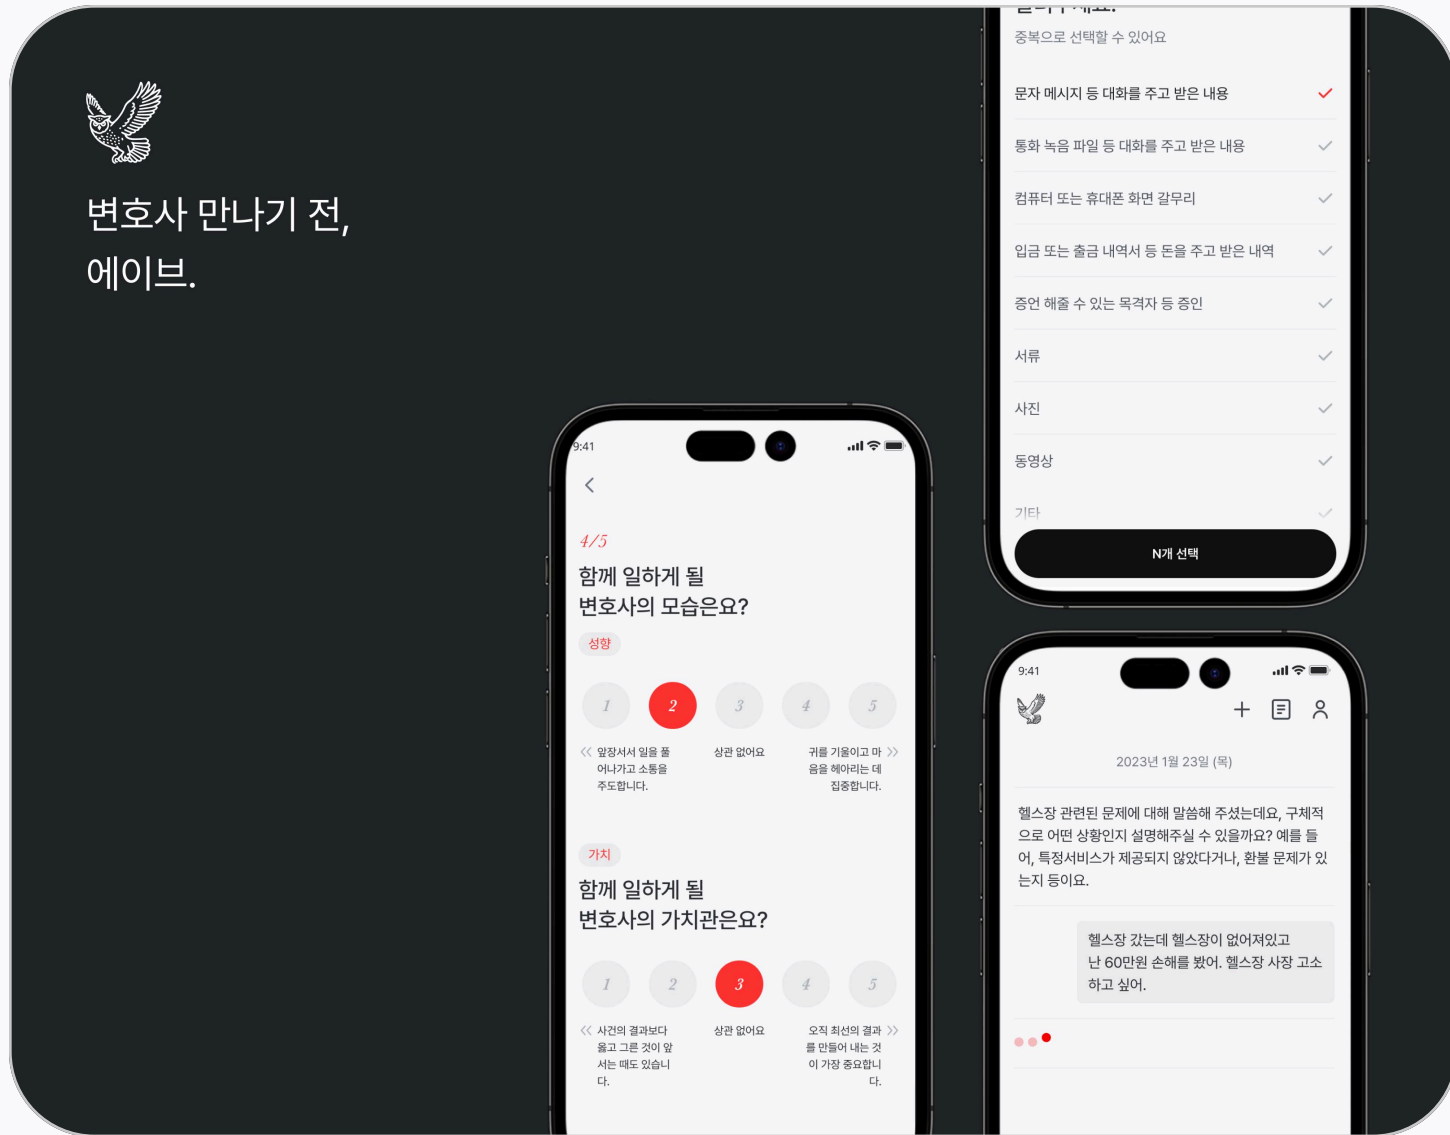 변호사 만나기 전,
에이브.
중복으로 선택할 수 있어요
문자 메시지 등 대화를 주고 받은 내용
통화 녹음 파일 등 대화를 주고 받은 내용
컴퓨터 또는 휴대폰 화면 갈무리
입금 또는 출금 내역서 등 돈을 주고 받은 내역
증언 해줄 수 있는 목격자 등 증인
서류
사진
동영상
기타
N개 선택
9:41
4/5
함께 일하게 될
변호사의 모습은요?
성향
1 2 3 4 5
앞장서서 일을 풀
어나가고 소통을
주도합니다.
상관 없어요
귀를 기울이고 마
음을 헤아리는 데
집중합니다.
가치
함께 일하게 될
변호사의 가치관은요?
1 2 3 4 5
사건의 결과보다
옳고 그른 것이 앞
서는 때도 있습니
다.
상관 없어요
오직 최선의 결과
를 만들어 내는 것
이 가장 중요합니
다.
9:41
2023년 1월 23일 (목)
헬스장 관련된 문제에 대해 말씀해 주셨는데요, 구체적
으로 어떤 상황인지 설명해주실 수 있을까요? 예를 들
어, 특정서비스가 제공되지 않았다거나, 환불 문제가 있
는지 등이요.
헬스장 갔는데 헬스장이 없어져있고
난 60만원 손해를 봤어. 헬스장 사장 고소
하고 싶어.